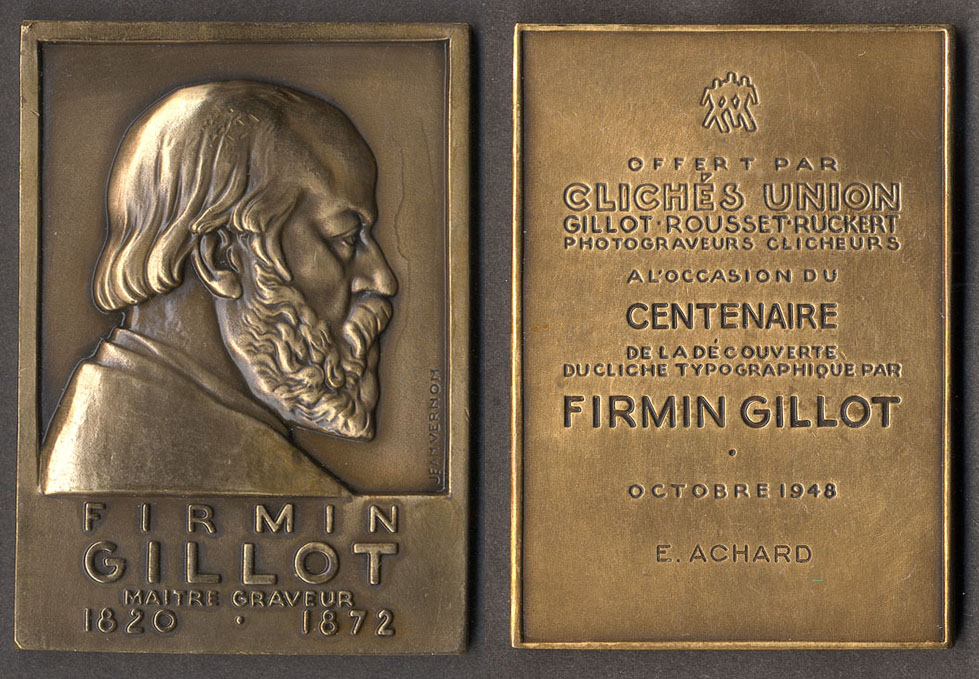 JEAN VERNON
FIRMIN
GILLOT
MAITRE GRAVEUR
1820 · 1872
OFFERT PAR
CLICHÉS UNION
GILLOT·ROUSSET·RUCKERT
PHOTOGRAVEURS CLICHEURS
A L'OCCASION DU
CENTENAIRE
DE LA DÉCOUVERTE
DU CLICHE TYPOGRAPHIQUE PAR
FIRMIN GILLOT
OCTOBRE 1948
E. ACHARD